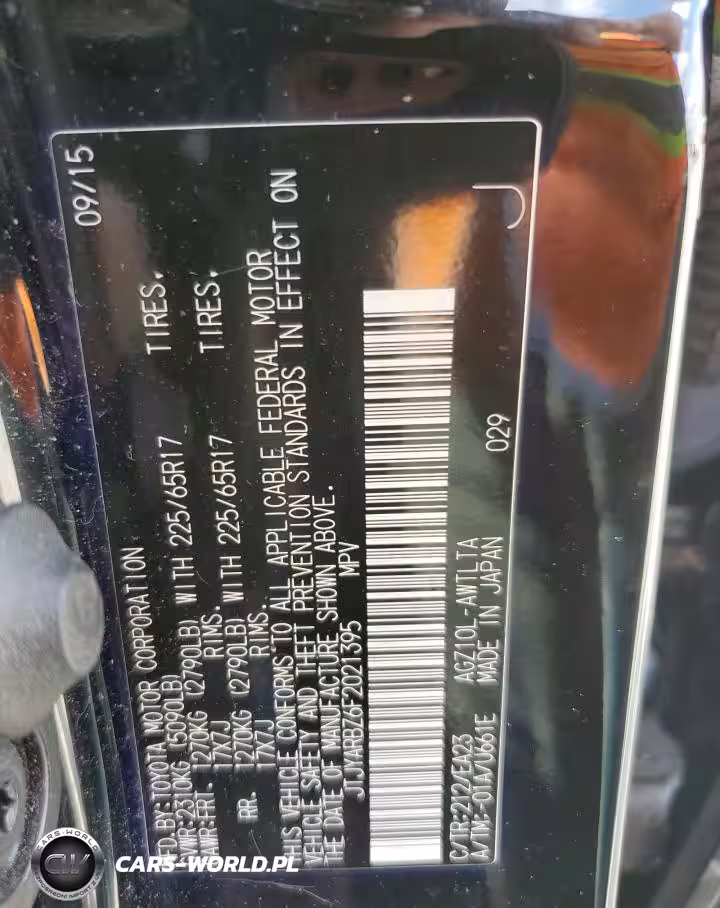 09/15
MFD BY:TOYOTA MOTOR CORPORATION
GVWR:2310KG (5090LB)
GAWR:FRT. 1270KG (2790LB) WITH 225/65R17 TIRES.
17X7J RIMS.
RR. 1270KG (2790LB) WITH 225/65R17 TIRES.
17X7J RIMS.
THIS VEHICLE CONFORMS TO ALL APPLICABLE FEDERAL MOTOR
VEHICLE SAFETY AND THEFT PREVENTION STANDARDS IN EFFECT ON
THE DATE OF MANUFACTURE SHOWN ABOVE.
JTJYARBZ6F2021395 MPV
C/TR:212/EA23 AGZ10L-AWTLTA 029 J
A/TM:-01A/U661E MADE IN JAPAN
CARS-WORLD
CW
CARS-WORLD.PL